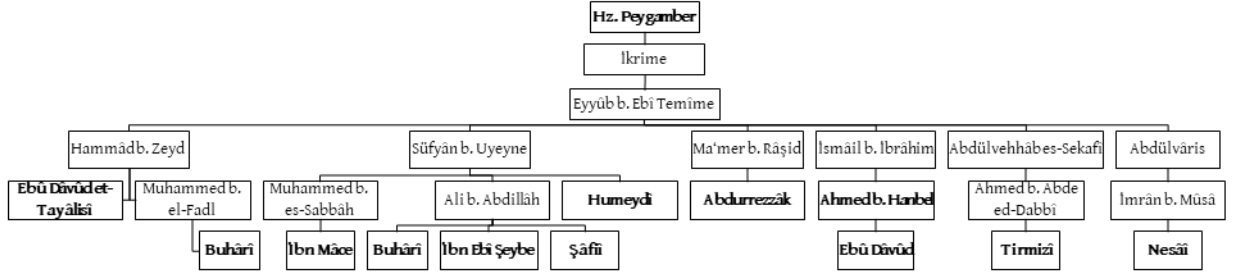 Hz. Peygamber
İkrime
Eyyûb b. Ebî Temîme
Hammâd b. Zeyd
Süfyân b. Uyeyne
Ma‘mer b. Râşid
İsmâil b. İbrâhim
Abdülvehhâb es-Sekafî
Abdülvâris
Ebû Dâvûd et-
Tayâlisî
Muhammed b.
el-Fadl
Muhammed b.
es-Sabbâh
Ali b. Abdillâh
Humeydî
Abdurrezzâk
Ahmed b. Hanbel
Ahmed b. Abde
ed-Dabbî
İmrân b. Mûsâ
Buhârî
İbn Mâce
Buhârî
İbn Ebî Şeybe
Şâfiî
Ebû Dâvûd
Tirmizî
Nesâî